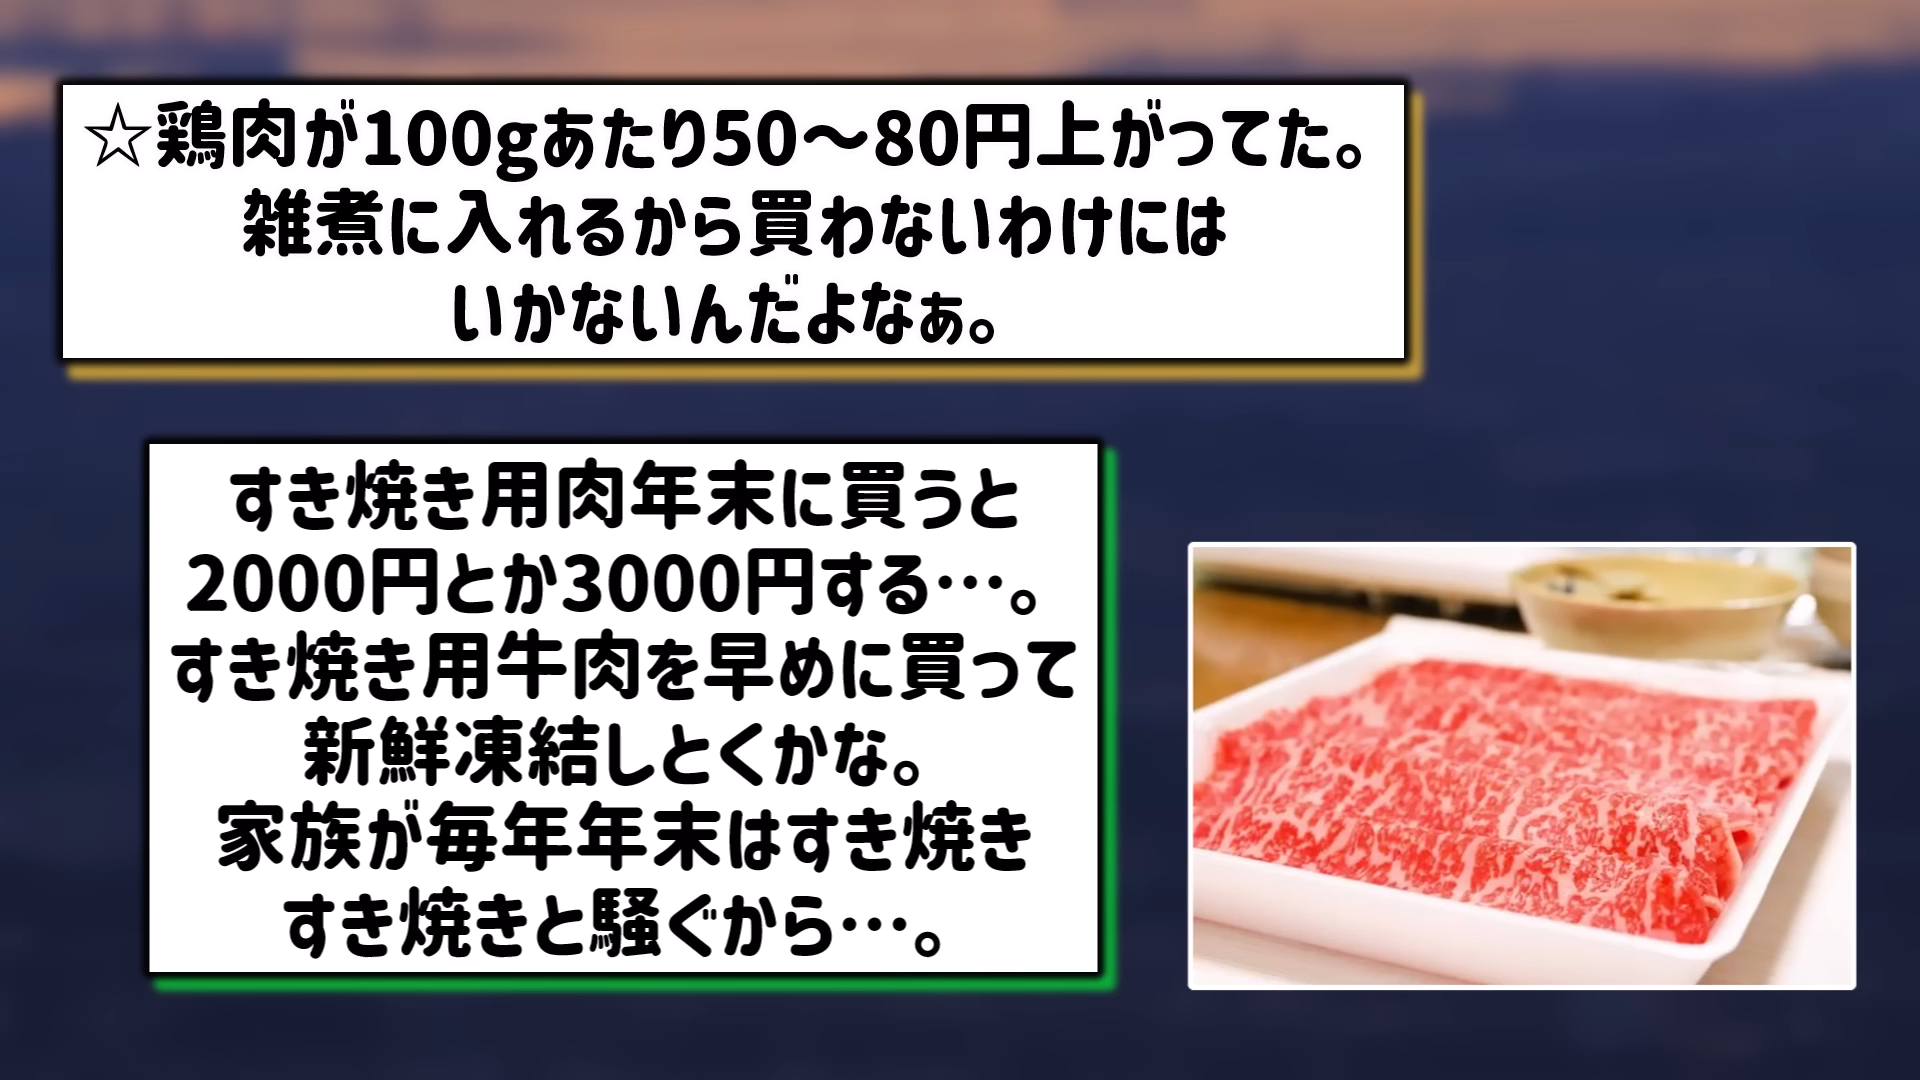 ☆鶏肉が100gあたり50〜80円上がってた。
雑煮に入れるから買わないわけには
いかないんだよなぁ。
すき焼き用肉年末に買うと
2000円とか3000円する…。
すき焼き用牛肉を早めに買って
新鮮凍結しとくかな。
家族が毎年年末はすき焼き
すき焼きと騒ぐから…。